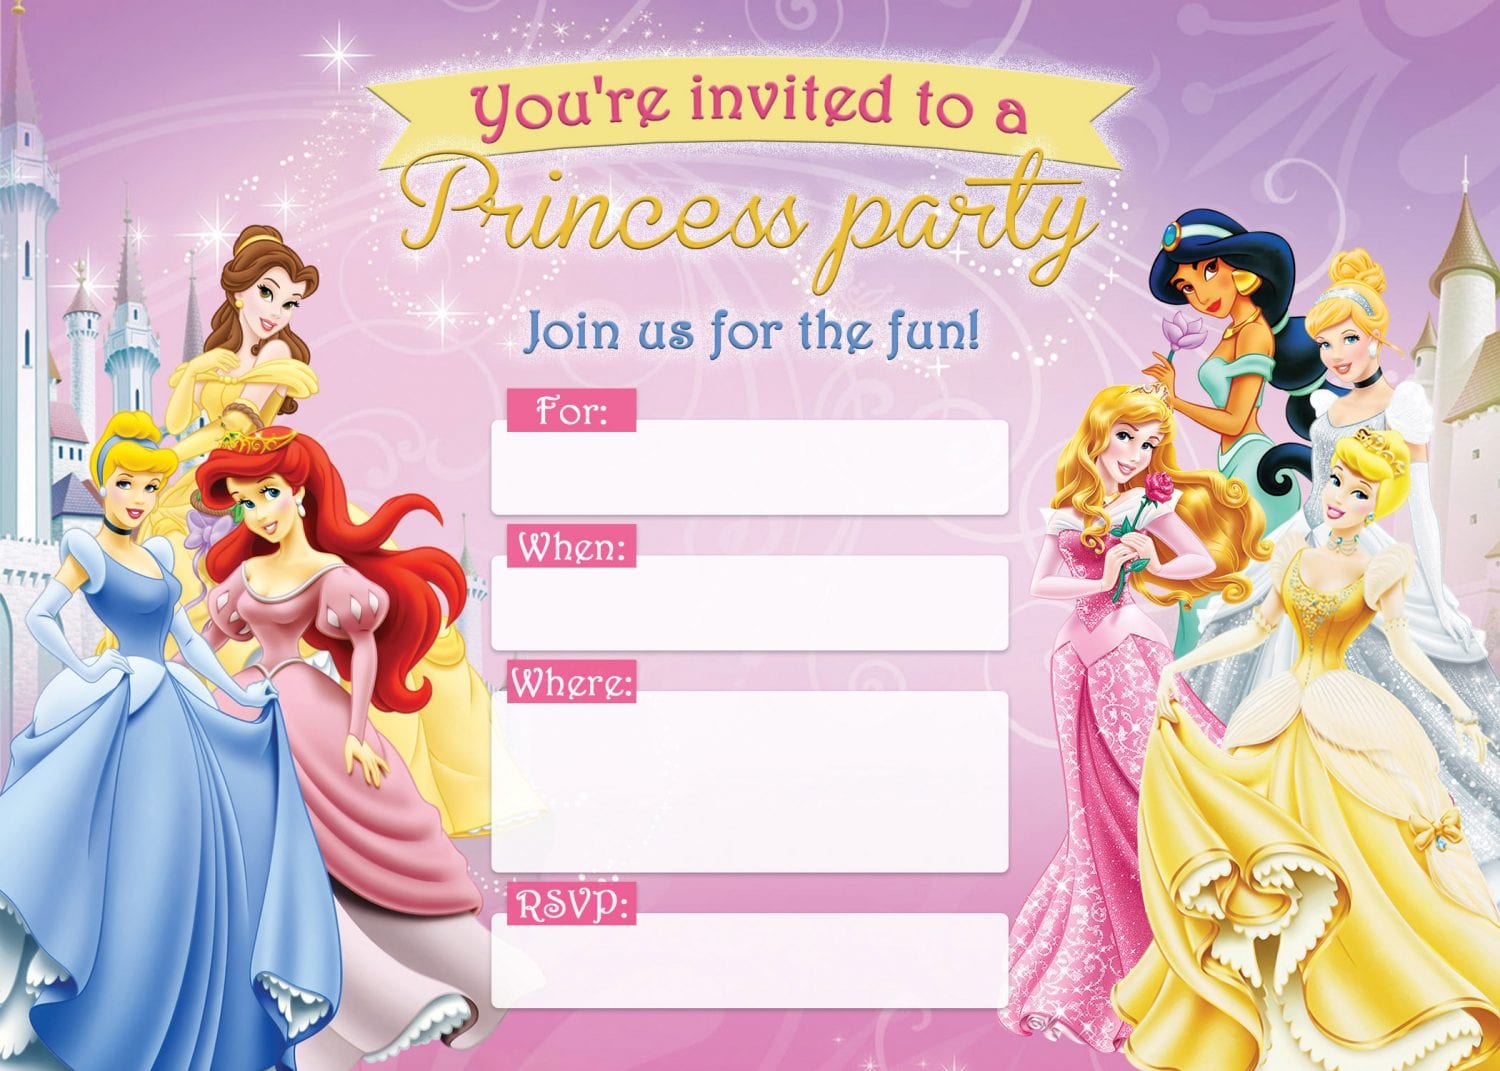 You're invited to a
Princess party
Join us for the fun!
For:
When:
Where:
RSVP: